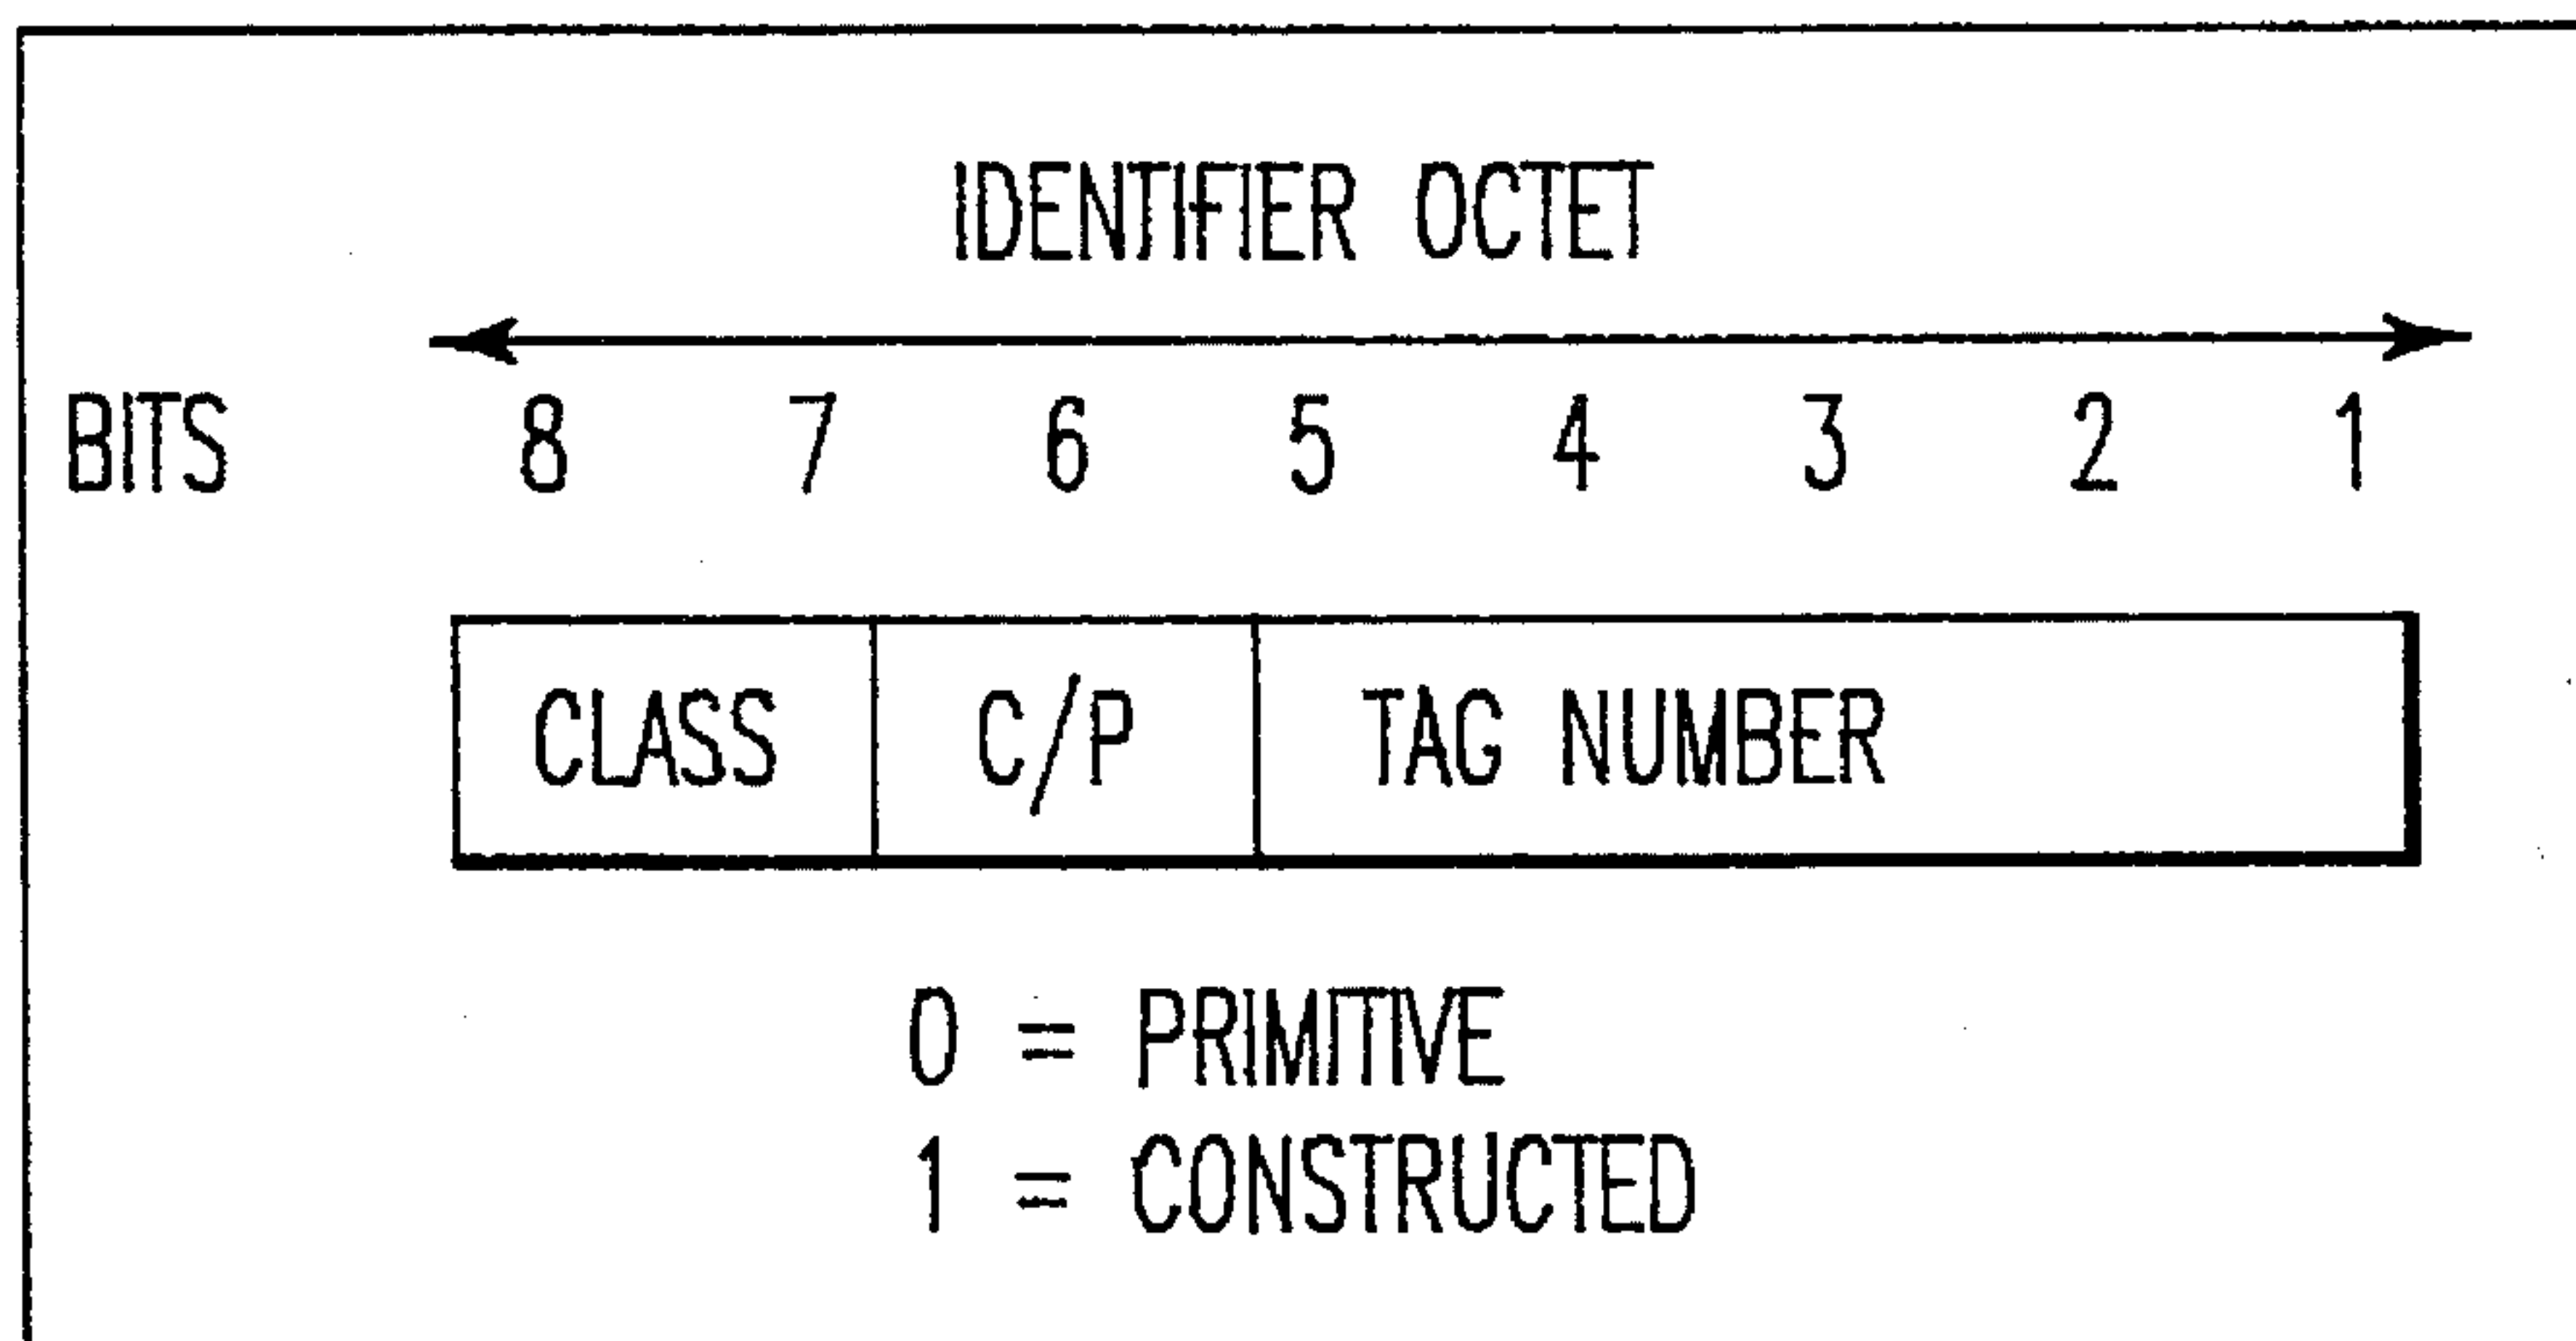 IDENTIFIER OCTET
BITS 8 7 6 5 4 3 2 1
CLASS C/P TAG NUMBER
0 = PRIMITIVE
1 = CONSTRUCTED